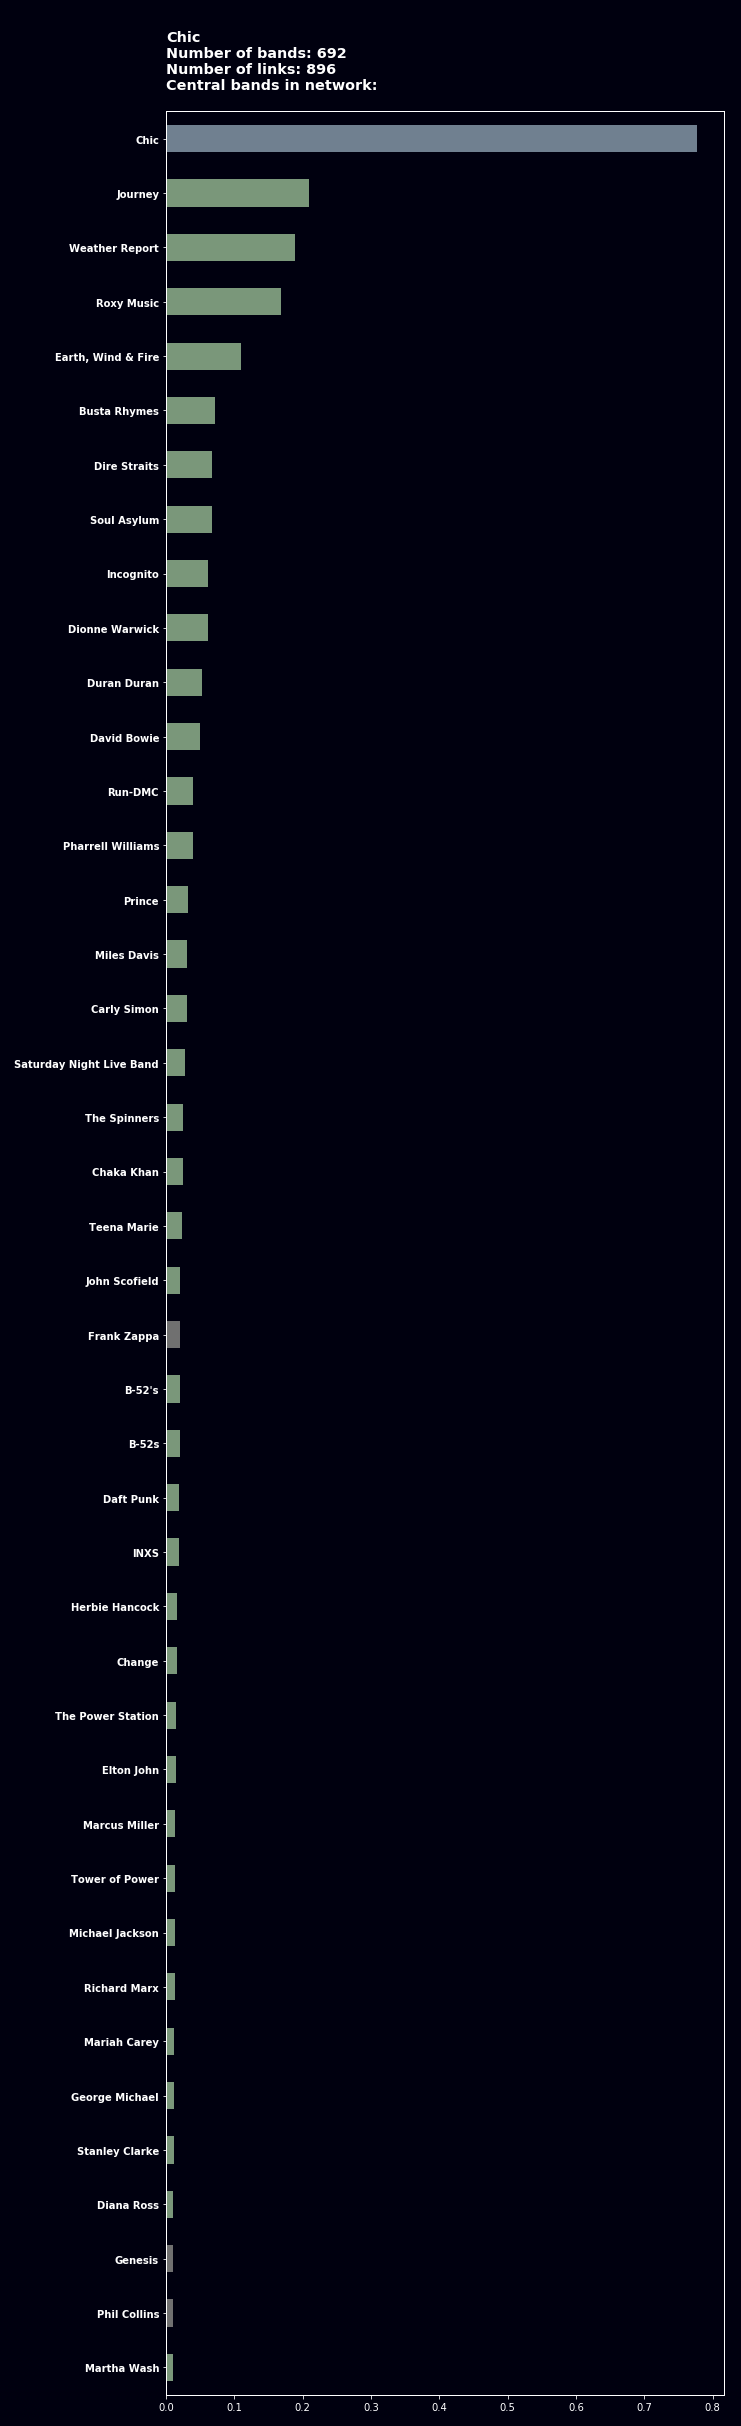 Chic
Number of bands: 692
Number of links: 896
Central bands in network:
Chic
Journey
Weather Report
Roxy Music
Earth, Wind & Fire
Busta Rhymes
Dire Straits
Soul Asylum
Incognito
Dionne Warwick
Duran Duran
David Bowie
Run-DMC
Pharrell Williams
Prince
Miles Davis
Carly Simon
Saturday Night Live Band
The Spinners
Chaka Khan
Teena Marie
John Scofield
Frank Zappa
B-52's
B-52s
Daft Punk
INXS
Herbie Hancock
Change
The Power Station
Elton John
Marcus Miller
Tower of Power
Michael Jackson
Richard Marx
Mariah Carey
George Michael
Stanley Clarke
Diana Ross
Genesis
Phil Collins
Martha Wash
0.0 0.1 0.2 0.3 0.4 0.5 0.6 0.7 0.8